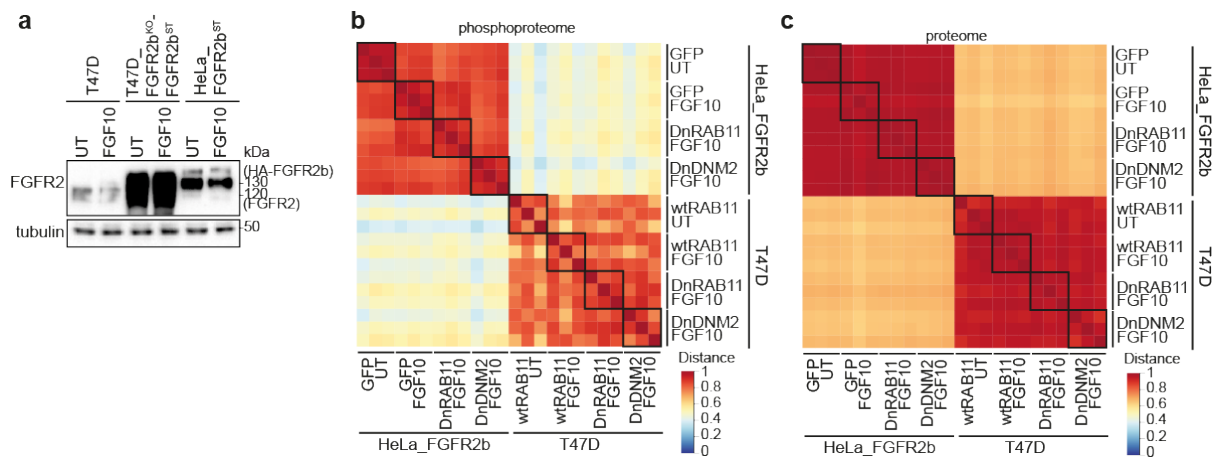 a
T47D
T47D_
FGFR2bKO_
FGFR2bST
HeLa_
FGFR2bST
UT
FGF10
UT
FGF10
UT
FGF10
kDa
FGFR2
(HA-FGFR2b)
130
120
(FGFR2)
tubulin
50
b
phosphoproteome
GFP
UT
GFP
FGF10
DnRAB11
FGF10
DnDNM2
FGF10
HeLa_FGFR2b
wtRAB11
UT
wtRAB11
FGF10
DnRAB11
FGF10
DnDNM2
FGF10
T47D
GFP
UT
GFP
FGF10
DnRAB11
FGF10
DnDNM2
FGF10
wtRAB11
UT
wtRAB11
FGF10
DnRAB11
FGF10
DnDNM2
FGF10
HeLa_FGFR2b
T47D
Distance
1
0.8
0.6
0.4
0.2
0
c
proteome
GFP
UT
GFP
FGF10
DnRAB11
FGF10
DnDNM2
FGF10
HeLa_FGFR2b
wtRAB11
UT
wtRAB11
FGF10
DnRAB11
FGF10
DnDNM2
FGF10
T47D
GFP
UT
GFP
FGF10
DnRAB11
FGF10
DnDNM2
FGF10
wtRAB11
UT
wtRAB11
FGF10
DnRAB11
FGF10
DnDNM2
FGF10
HeLa_FGFR2b
T47D
Distance
1
0.8
0.6
0.4
0.2
0